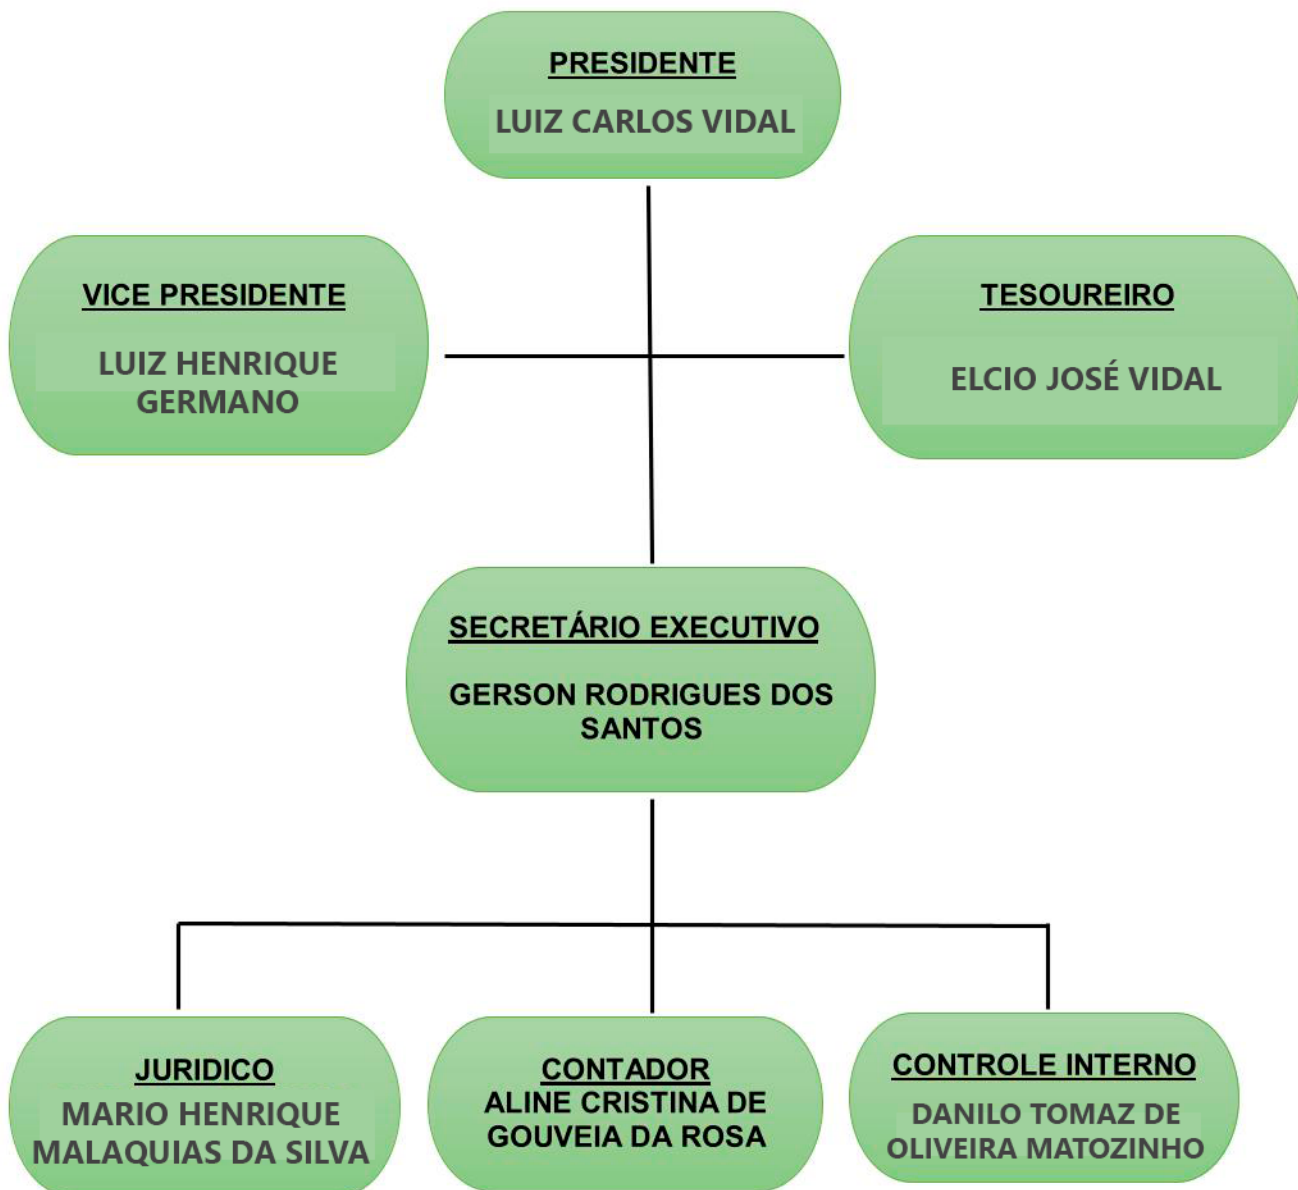 PRESIDENTE
LUIZ CARLOS VIDAL
VICE PRESIDENTE
LUIZ HENRIQUE
GERMANO
TESOUREIRO
ELCIO JOSÉ VIDAL
SECRETÁRIO EXECUTIVO
GERSON RODRIGUES DOS
SANTOS
JURIDICO
MARIO HENRIQUE
MALAQUIAS DA SILVA
CONTADOR
ALINE CRISTINA DE
GOUVEIA DA ROSA
CONTROLE INTERNO
DANILO TOMAZ DE
OLIVEIRA MATOZINHO